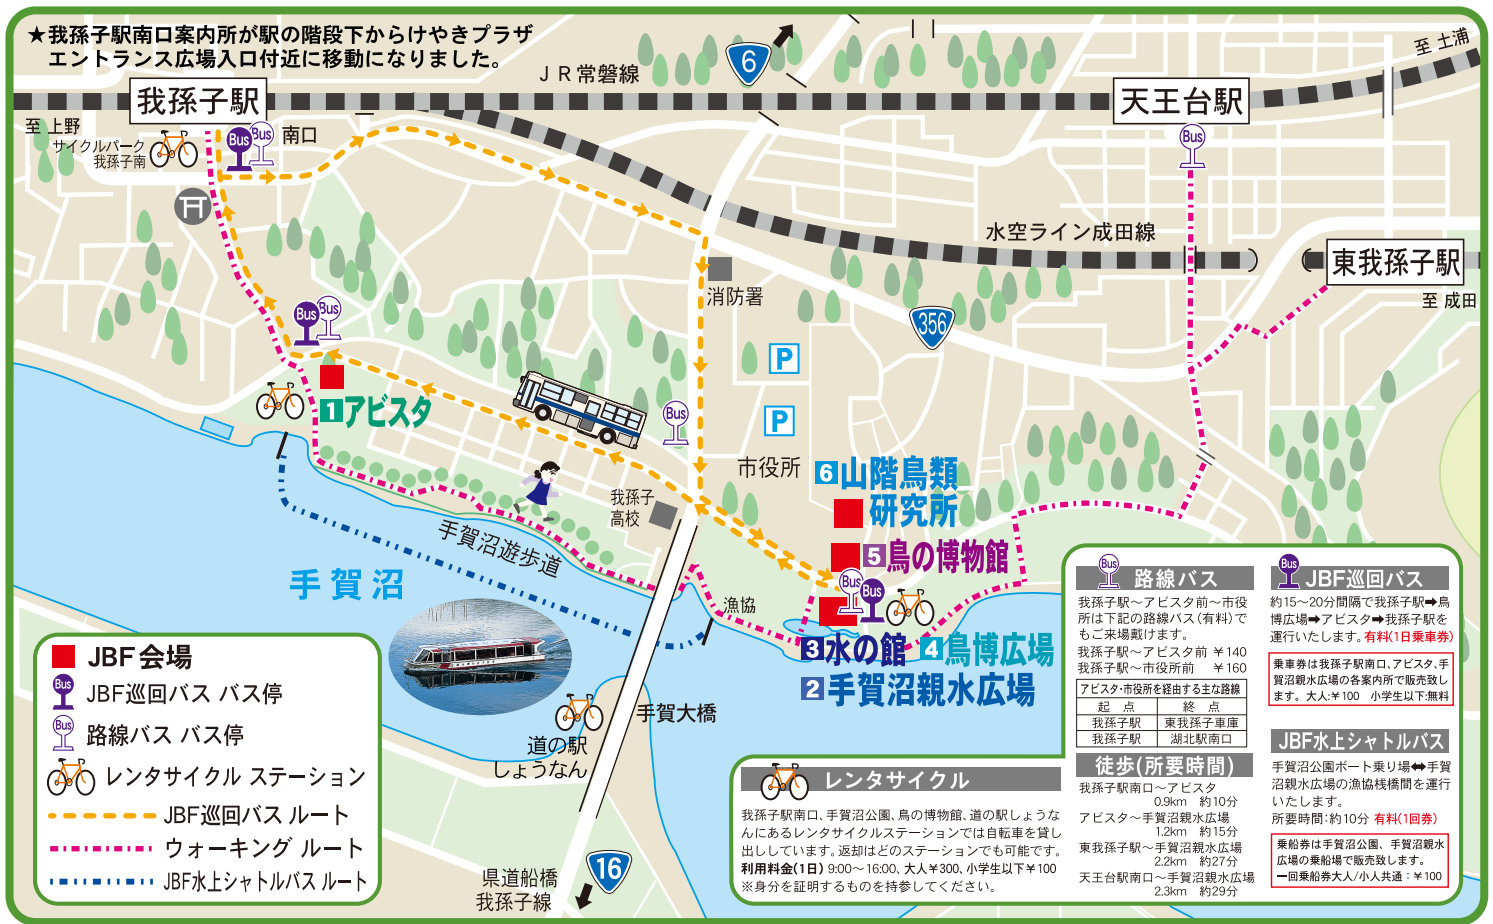 ★我孫子駅南口案内所が駅の階段下からけやきプラザ
エントランス広場入口付近に移動になりました。
JR常磐線
6
至 土浦
我孫子駅
天王台駅
至 上野
サイクルパーク
我孫子南
Bus
Bus
南口
Bus
水空ライン成田線
東我孫子駅
至 成田
消防署
356
Bus
Bus
P
P
1 アビスタ
Bus
市役所
6 山階鳥類
研究所
我孫子
高校
5 鳥の博物館
手賀沼遊歩道
手賀沼
漁協
Bus
Bus
3 水の館
4 鳥博広場
2 手賀沼親水広場
手賀大橋
道の駅
しょうなん
県道船橋
我孫子線
16
JBF会場
Bus
JBF巡回バス バス停
Bus
路線バス バス停
レンタサイクル ステーション
JBF巡回バス ルート
ウォーキング ルート
JBF水上シャトルバス ルート
レンタサイクル
我孫子駅南口、手賀沼公園、鳥の博物館、道の駅しょうな
んにあるレンタサイクルステーションでは自転車を貸し
出ししています。返却はどのステーションでも可能です。
利用料金(1日) 9:00〜16:00、大人¥300、小学生以下¥100
※身分を証明するものを持参してください。
Bus
路線バス
我孫子駅〜アビスタ前〜市役
所は下記の路線バス(有料)で
もご来場戴けます。
我孫子駅〜アビスタ前 ¥140
我孫子駅〜市役所前 ¥160
アビスタ・市役所を経由する主な路線
起 点 終 点
我孫子駅 東我孫子車庫
我孫子駅 湖北駅南口
徒歩(所要時間)
我孫子駅南口〜アビスタ
0.9km 約10分
アビスタ〜手賀沼親水広場
1.2km 約15分
東我孫子駅〜手賀沼親水広場
2.2km 約27分
天王台駅南口〜手賀沼親水広場
2.3km 約29分
Bus
JBF巡回バス
約15〜20分間隔で我孫子駅➡鳥
博広場➡アビスタ➡我孫子駅を
運行いたします。有料(1日乗車券)
乗車券は我孫子駅南口、アビスタ、手
賀沼親水広場の各案内所で販売致し
ます。大人:¥100 小学生以下:無料
JBF水上シャトルバス
手賀沼公園ボート乗り場⬌手賀
沼親水広場の漁協桟橋間を運行
いたします。
所要時間:約10分 有料(1回券)
乗船券は手賀沼公園、手賀沼親水
広場の乗船場で販売致します。
一回乗船券大人/小人共通：¥100